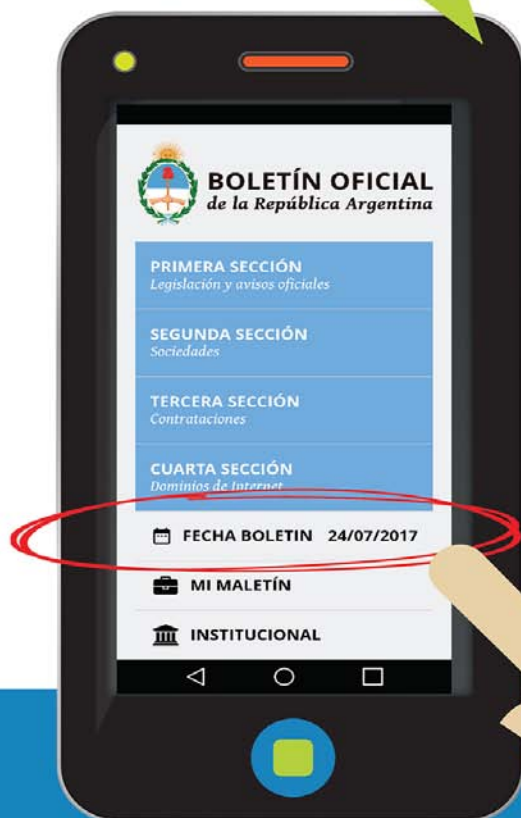 BOLETÍN OFICIAL
de la República Argentina
PRIMERA SECCIÓN
Legislación y avisos oficiales
SEGUNDA SECCIÓN
Sociedades
TERCERA SECCIÓN
Contrataciones
CUARTA SECCIÓN
Dominios de Internet
FECHA BOLETIN 24/07/2017
MI MALETÍN
INSTITUCIONAL